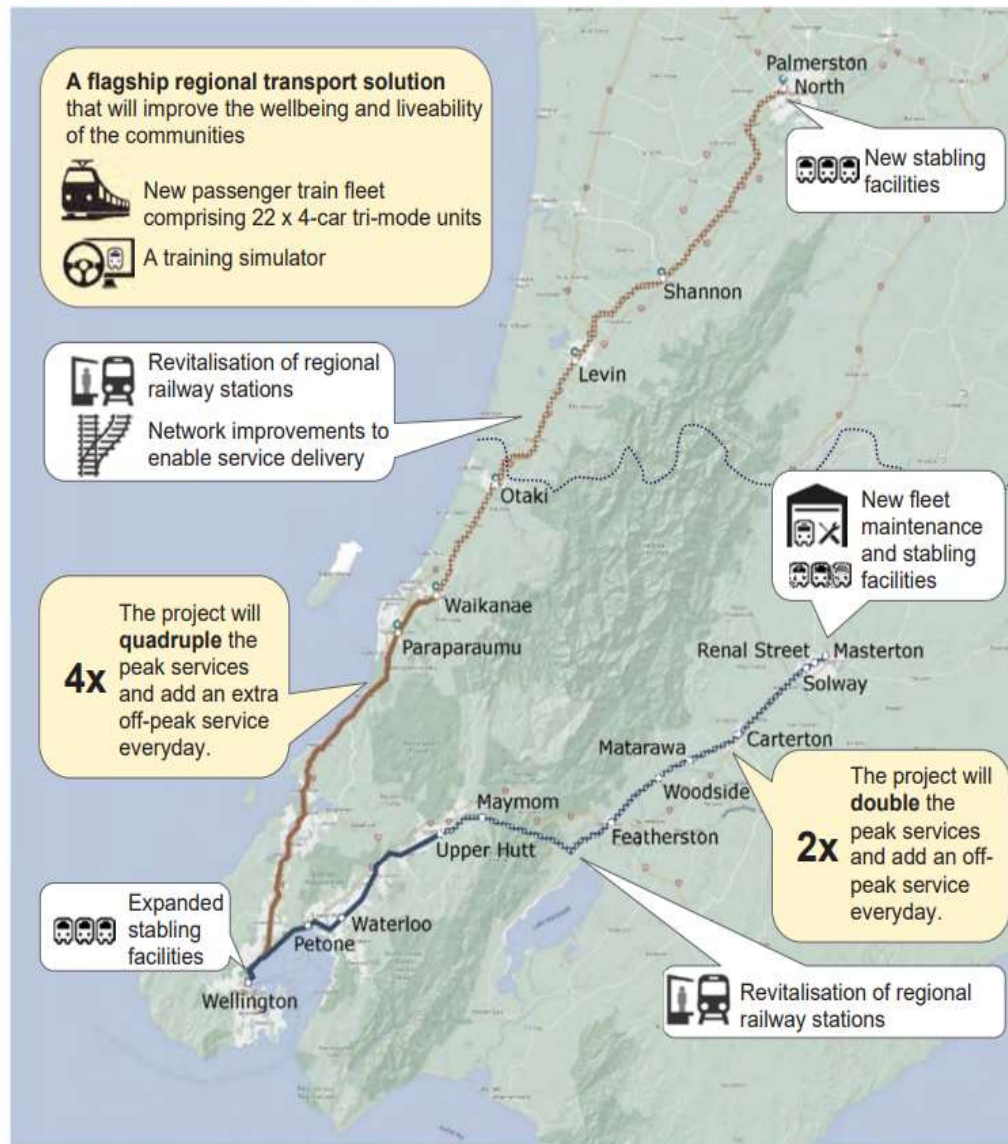 A flagship regional transport solution
that will improve the wellbeing and liveability
of the communities
New passenger train fleet
comprising 22 x 4-car tri-mode units
A training simulator
Palmerston
North
New stabling
facilities
Shannon
Levin
Revitalisation of regional
railway stations
Network improvements to
enable service delivery
Otaki
New fleet
maintenance
and stabling
facilities
Waikanae
Paraparaumu
4x
The project will
quadruple the
peak services
and add an extra
off-peak service
everyday.
Renal Street
Masterton
Solway
Carterton
Matarawa
Woodside
Maymom
Featherston
Upper Hutt
2x
The project will
double the
peak services
and add an off-
peak service
everyday.
Expanded
stabling
facilities
Waterloo
Petone
Wellington
Revitalisation of regional
railway stations